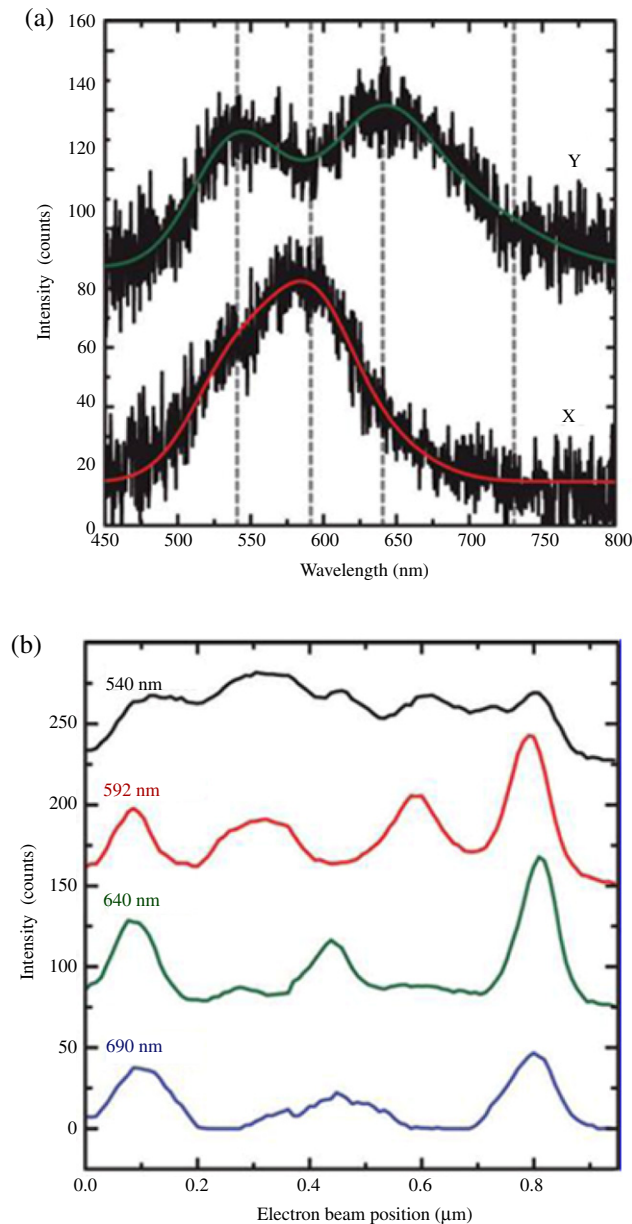 (a)
160
140
120
100
80
60
40
20
0
Intensity (counts)
Y
X
450 500 550 600 650 700 750 800
Wavelength (nm)
(b)
540 nm
592 nm
640 nm
690 nm
250
200
150
100
50
0
Intensity (counts)
0.0 0.2 0.4 0.6 0.8
Electron beam position (μm)